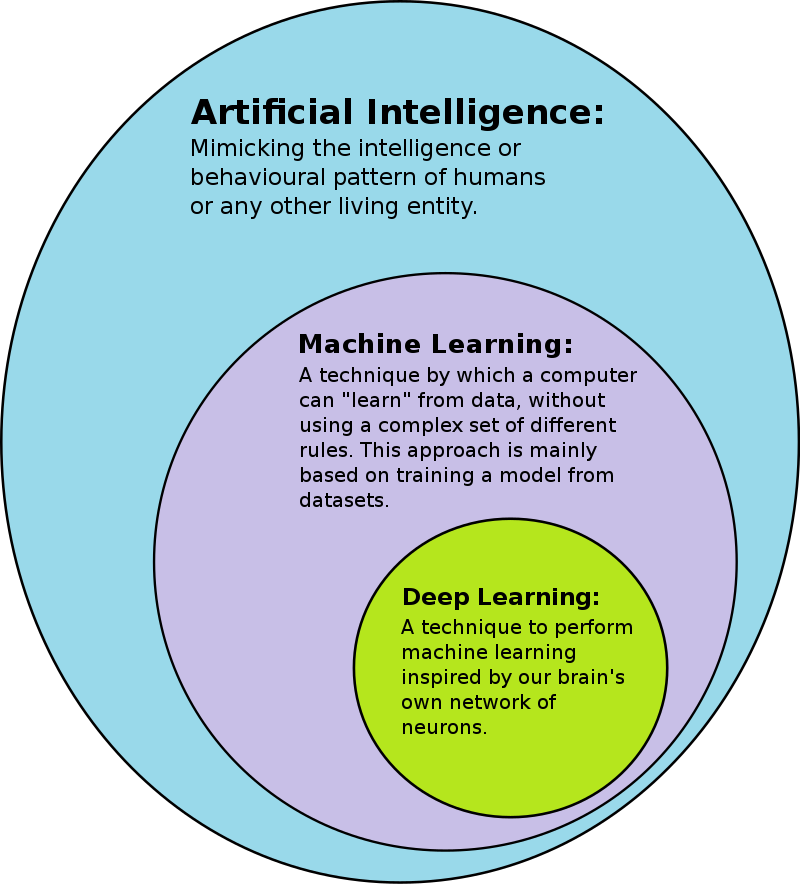 Artificial Intelligence:
Mimicking the intelligence or
behavioural pattern of humans
or any other living entity.
Machine Learning:
A technique by which a computer
can "learn" from data, without
using a complex set of different
rules. This approach is mainly
based on training a model from
datasets.
Deep Learning:
A technique to perform
machine learning
inspired by our brain's
own network of
neurons.